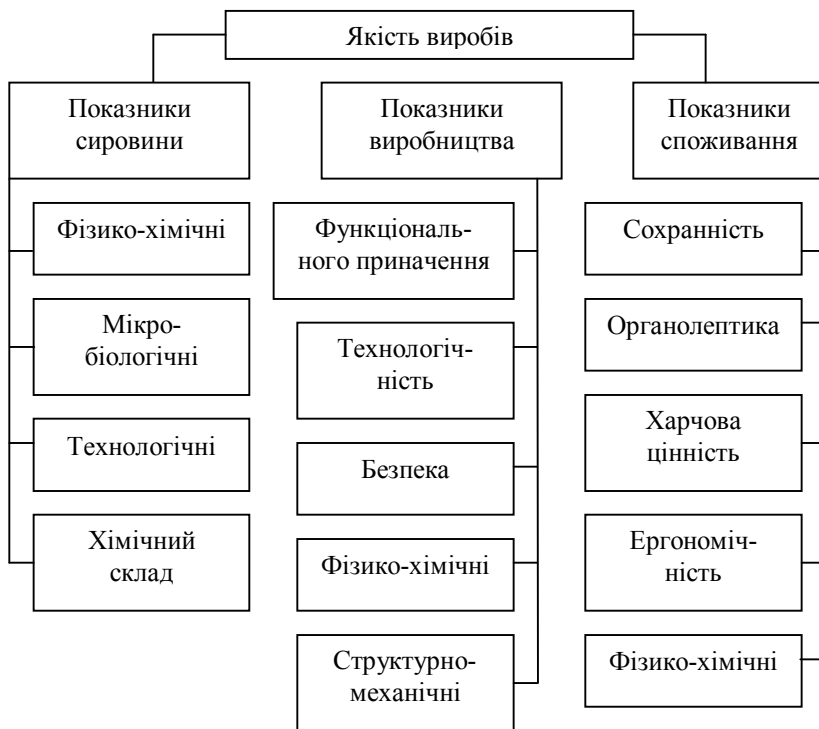 Якість виробів
Показники
сировини
Показники
виробництва
Показники
споживання
Фізико-хімічні
Мікро-
біологічні
Технологічні
Хімічний
склад
Функціональ-
ного приначення
Технологіч-
ність
Безпека
Фізико-хімічні
Структурно-
механічні
Сохранність
Органолептика
Харчова
цінність
Ергономіч-
ність
Фізико-хімічні